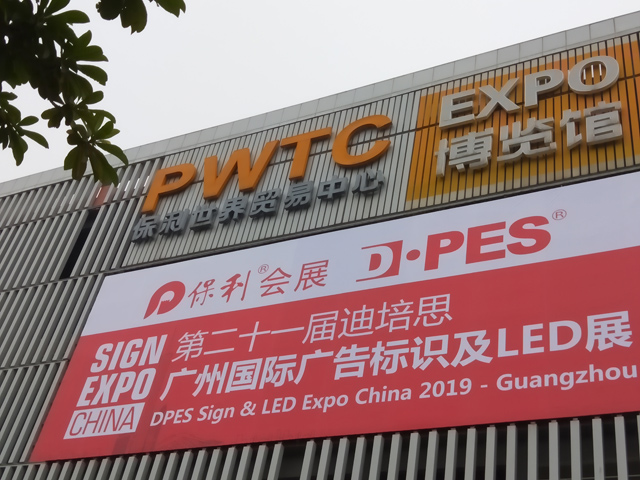 EXPO
PWTC
博览馆
保利世界贸易中心
保利®会展
D·PES®
SIGN
EXPO
CHINA
第二十一届迪培思
广州国际广告标识及LED展
DPES Sign & LED Expo China 2019 - Guangzhou